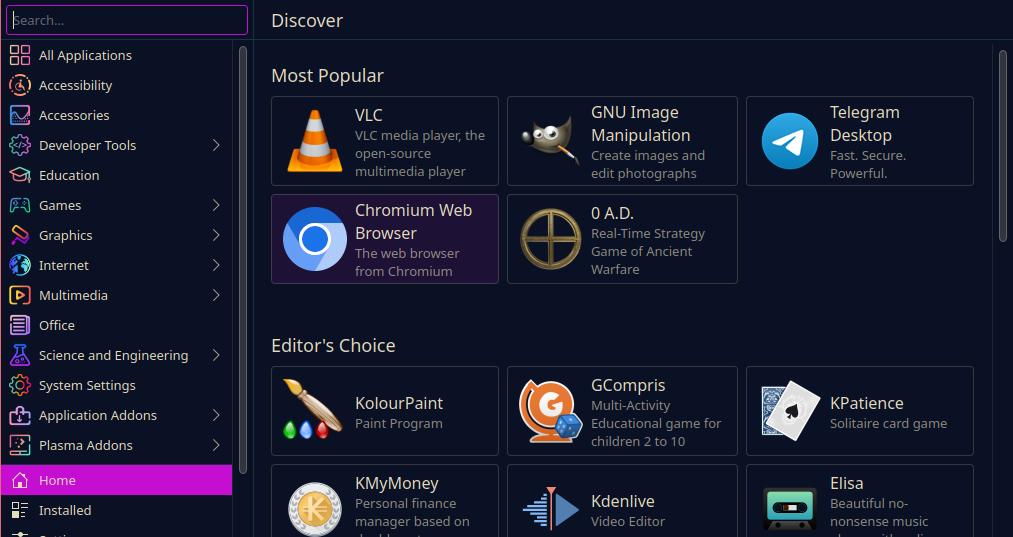 Search...
All Applications
Accessibility
Accessories
Developer Tools
Education
Games
Graphics
Internet
Multimedia
Office
Science and Engineering
System Settings
Application Addons
Plasma Addons
Home
Installed
Discover
Most Popular
VLC
VLC media player, the
open-source
multimedia player
GNU Image
Manipulation
Create images and
edit photographs
Telegram
Desktop
Fast. Secure.
Powerful.
Chromium Web
Browser
The web browser
from Chromium
0 A.D.
Real-Time Strategy
Game of Ancient
Warfare
Editor's Choice
KolourPaint
Paint Program
GCompris
Multi-Activity
Educational game for
children 2 to 10
KPatience
Solitaire card game
KMyMoney
Personal finance
manager based on
Kdenlive
Video Editor
Elisa
Beautiful no-
nonsense music